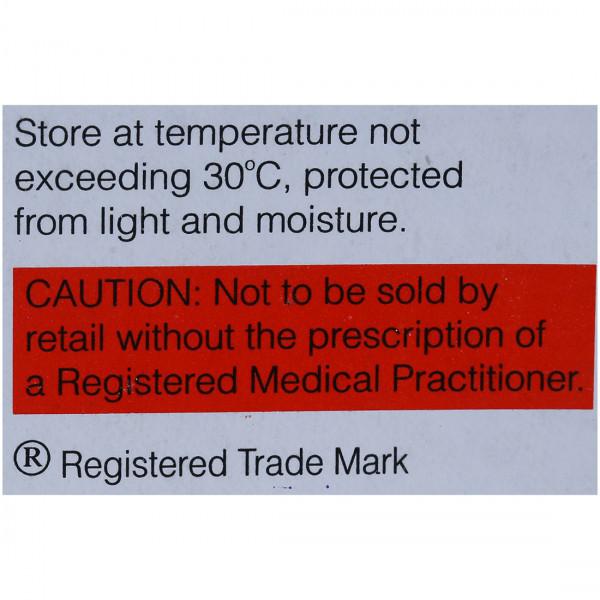 Store at temperature not
exceeding 30°C, protected
from light and moisture.
CAUTION: Not to be sold by
retail without the prescription of
a Registered Medical Practitioner.
® Registered Trade Mark